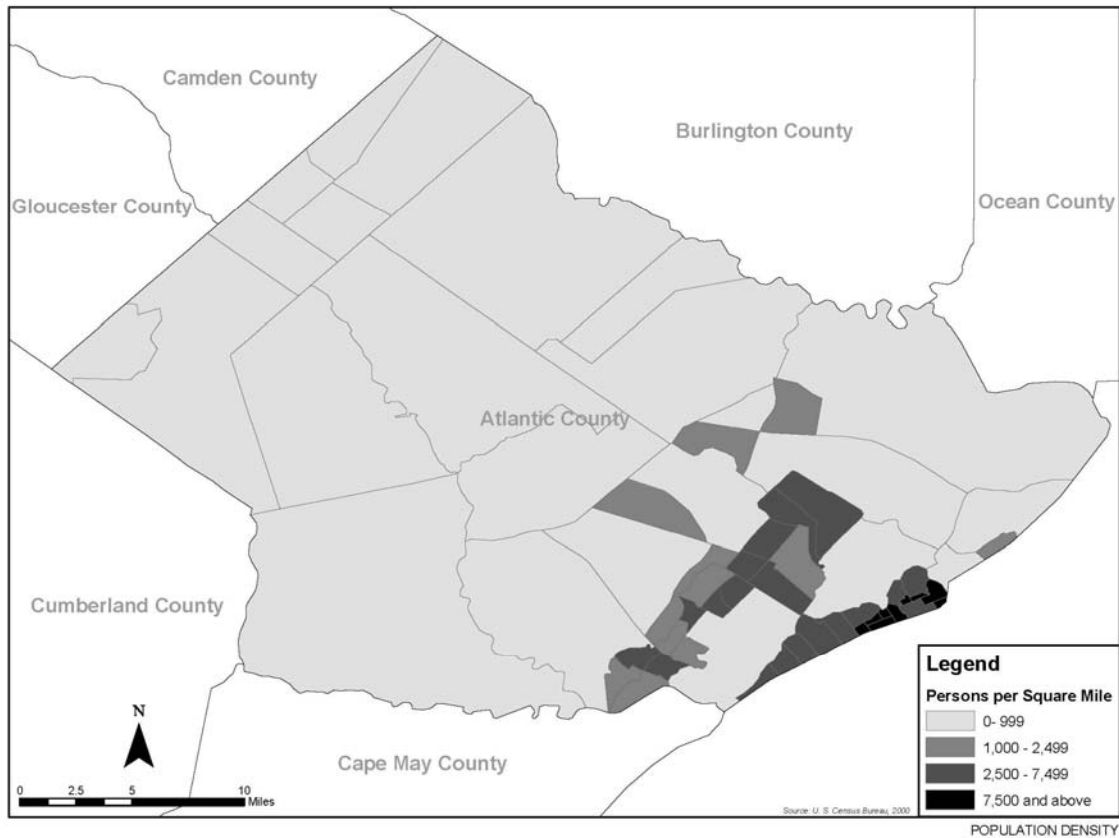 Camden County
Burlington County
Gloucester County
Ocean County
Atlantic County
Cumberland County
Cape May County
N
0 2.5 5 10
Miles
Legend
Persons per Square Mile
0- 999
1,000 - 2,499
2,500 - 7,499
7,500 and above
Source: U. S. Census Bureau, 2000
POPULATION DENSITY